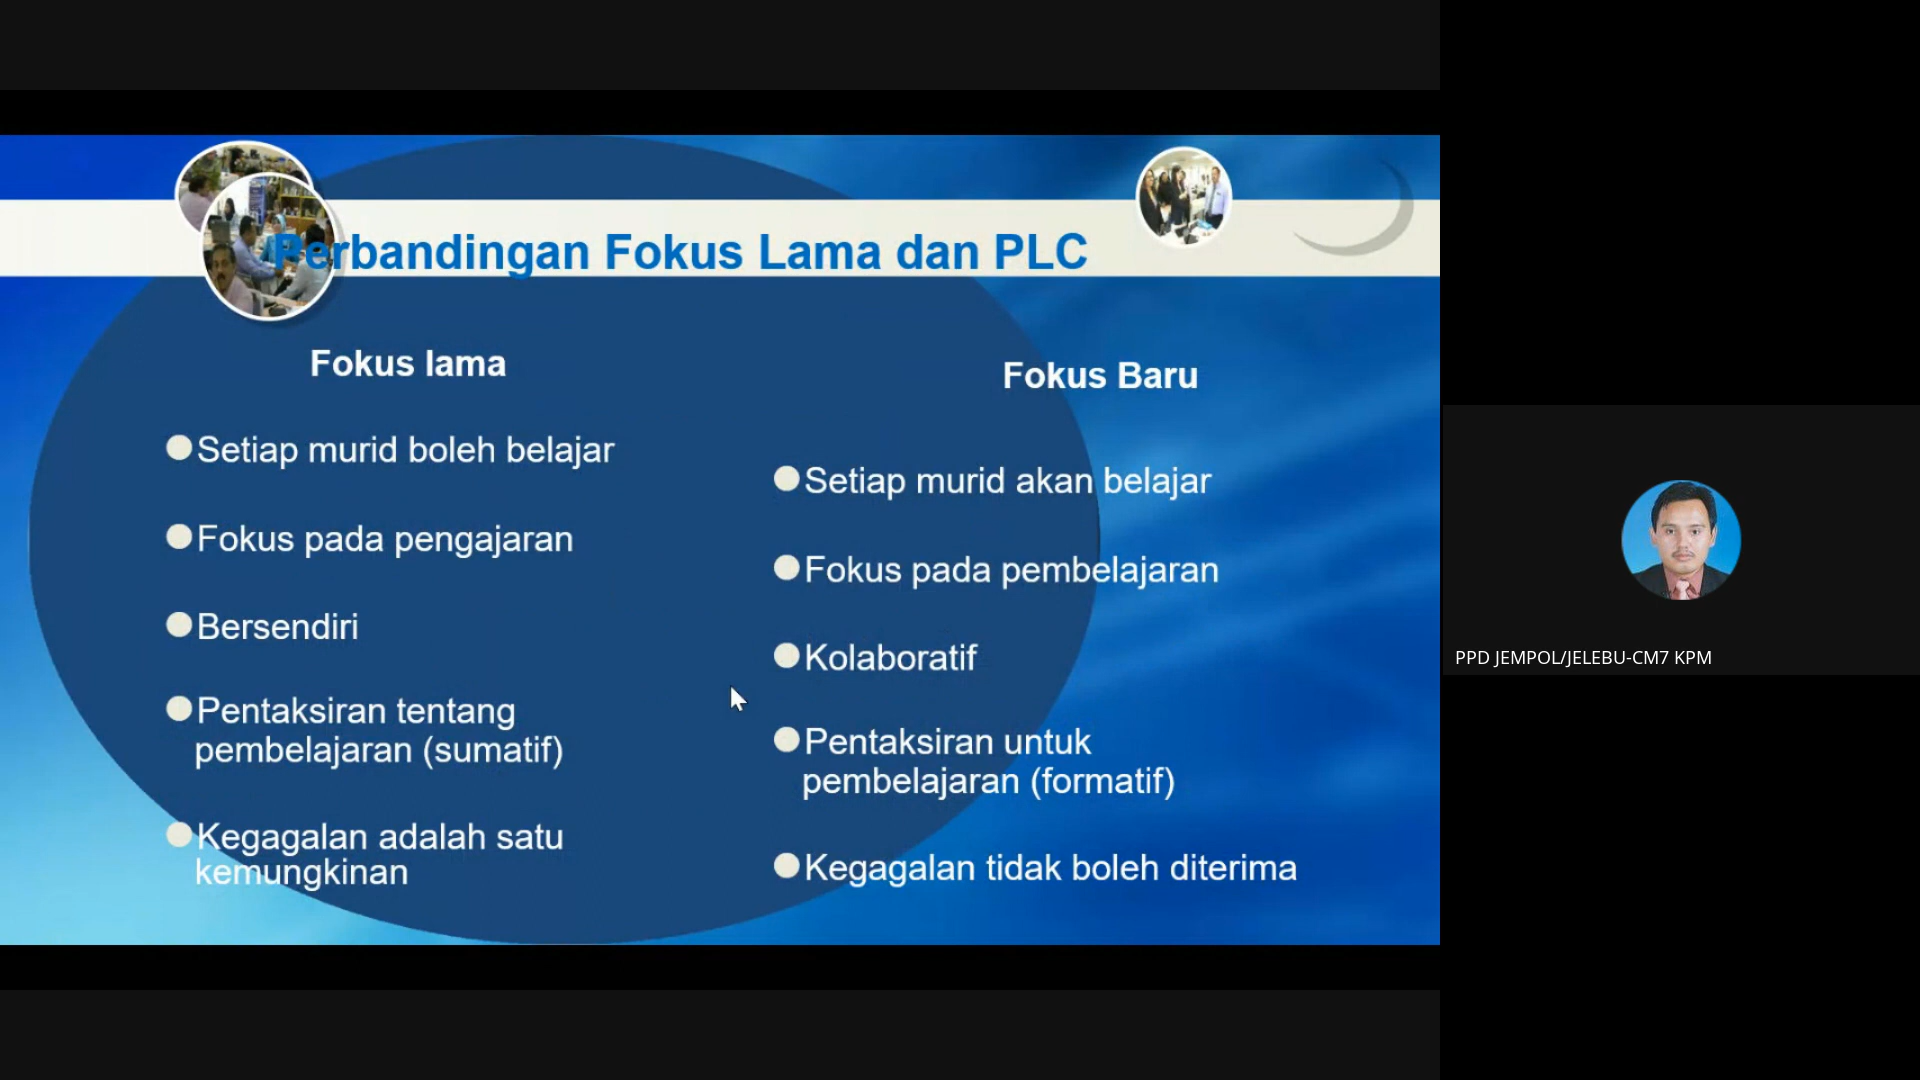 Perbandingan Fokus Lama dan PLC
Fokus lama
Setiap murid boleh belajar
Fokus pada pengajaran
Bersendiri
Pentaksiran tentang
pembelajaran (sumatif)
Kegagalan adalah satu
kemungkinan
Fokus Baru
Setiap murid akan belajar
Fokus pada pembelajaran
Kolaboratif
Pentaksiran untuk
pembelajaran (formatif)
Kegagalan tidak boleh diterima
PPD JEMPOL/JELEBU-CM7 KPM